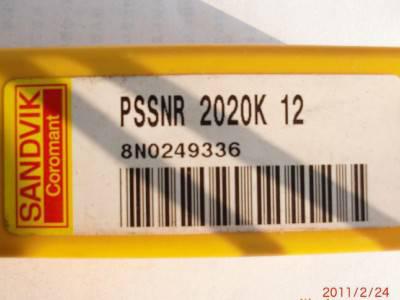 SANDVIK
Coromant
PSSNR 2020K 12
8N0249336
2011/2/24